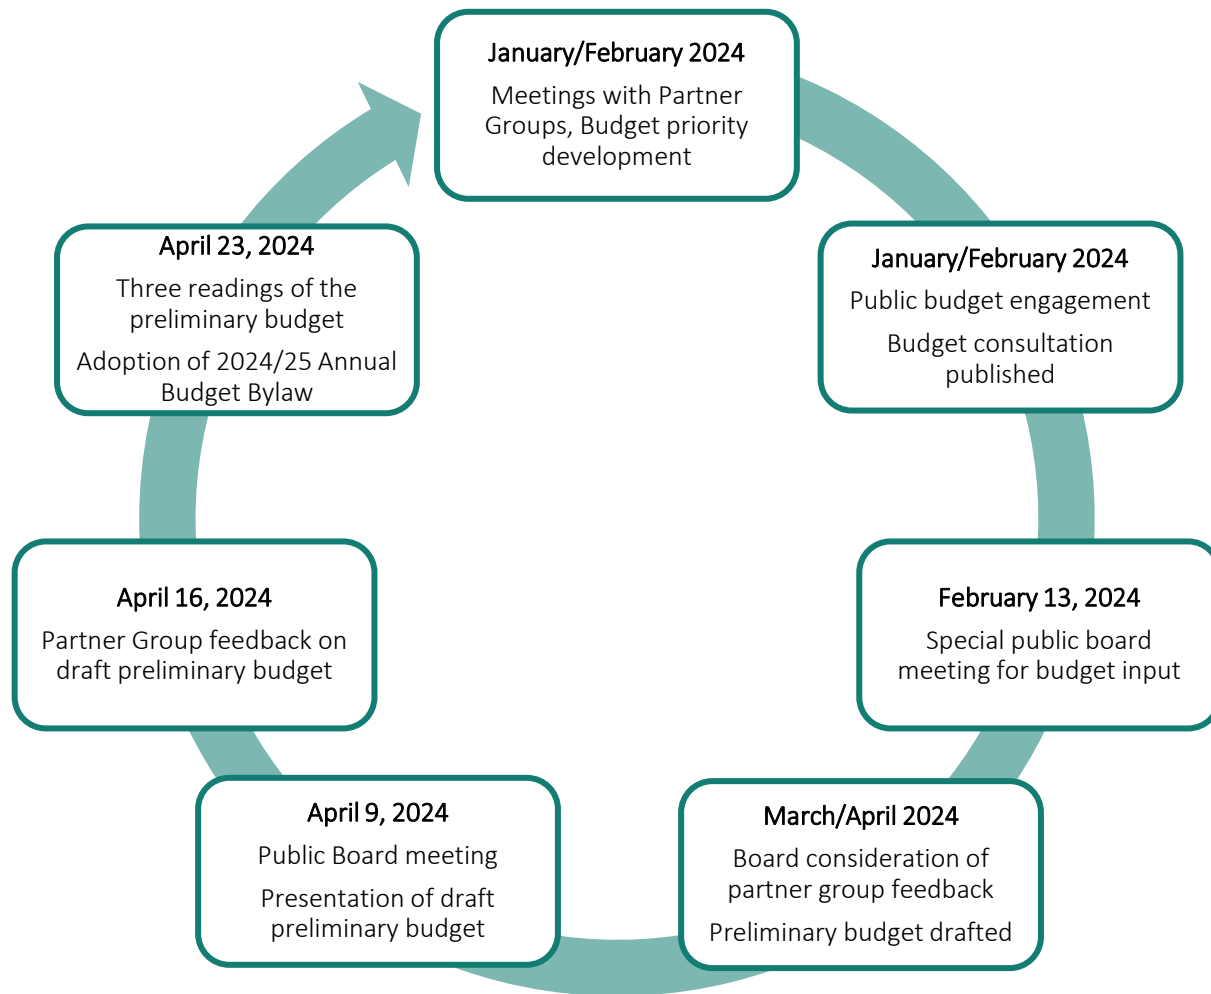 January/February 2024
Meetings with Partner
Groups, Budget priority
development
January/February 2024
Public budget engagement
Budget consultation
published
February 13, 2024
Special public board
meeting for budget input
March/April 2024
Board consideration of
partner group feedback
Preliminary budget drafted
April 9, 2024
Public Board meeting
Presentation of draft
preliminary budget
April 16, 2024
Partner Group feedback on
draft preliminary budget
April 23, 2024
Three readings of the
preliminary budget
Adoption of 2024/25 Annual
Budget Bylaw